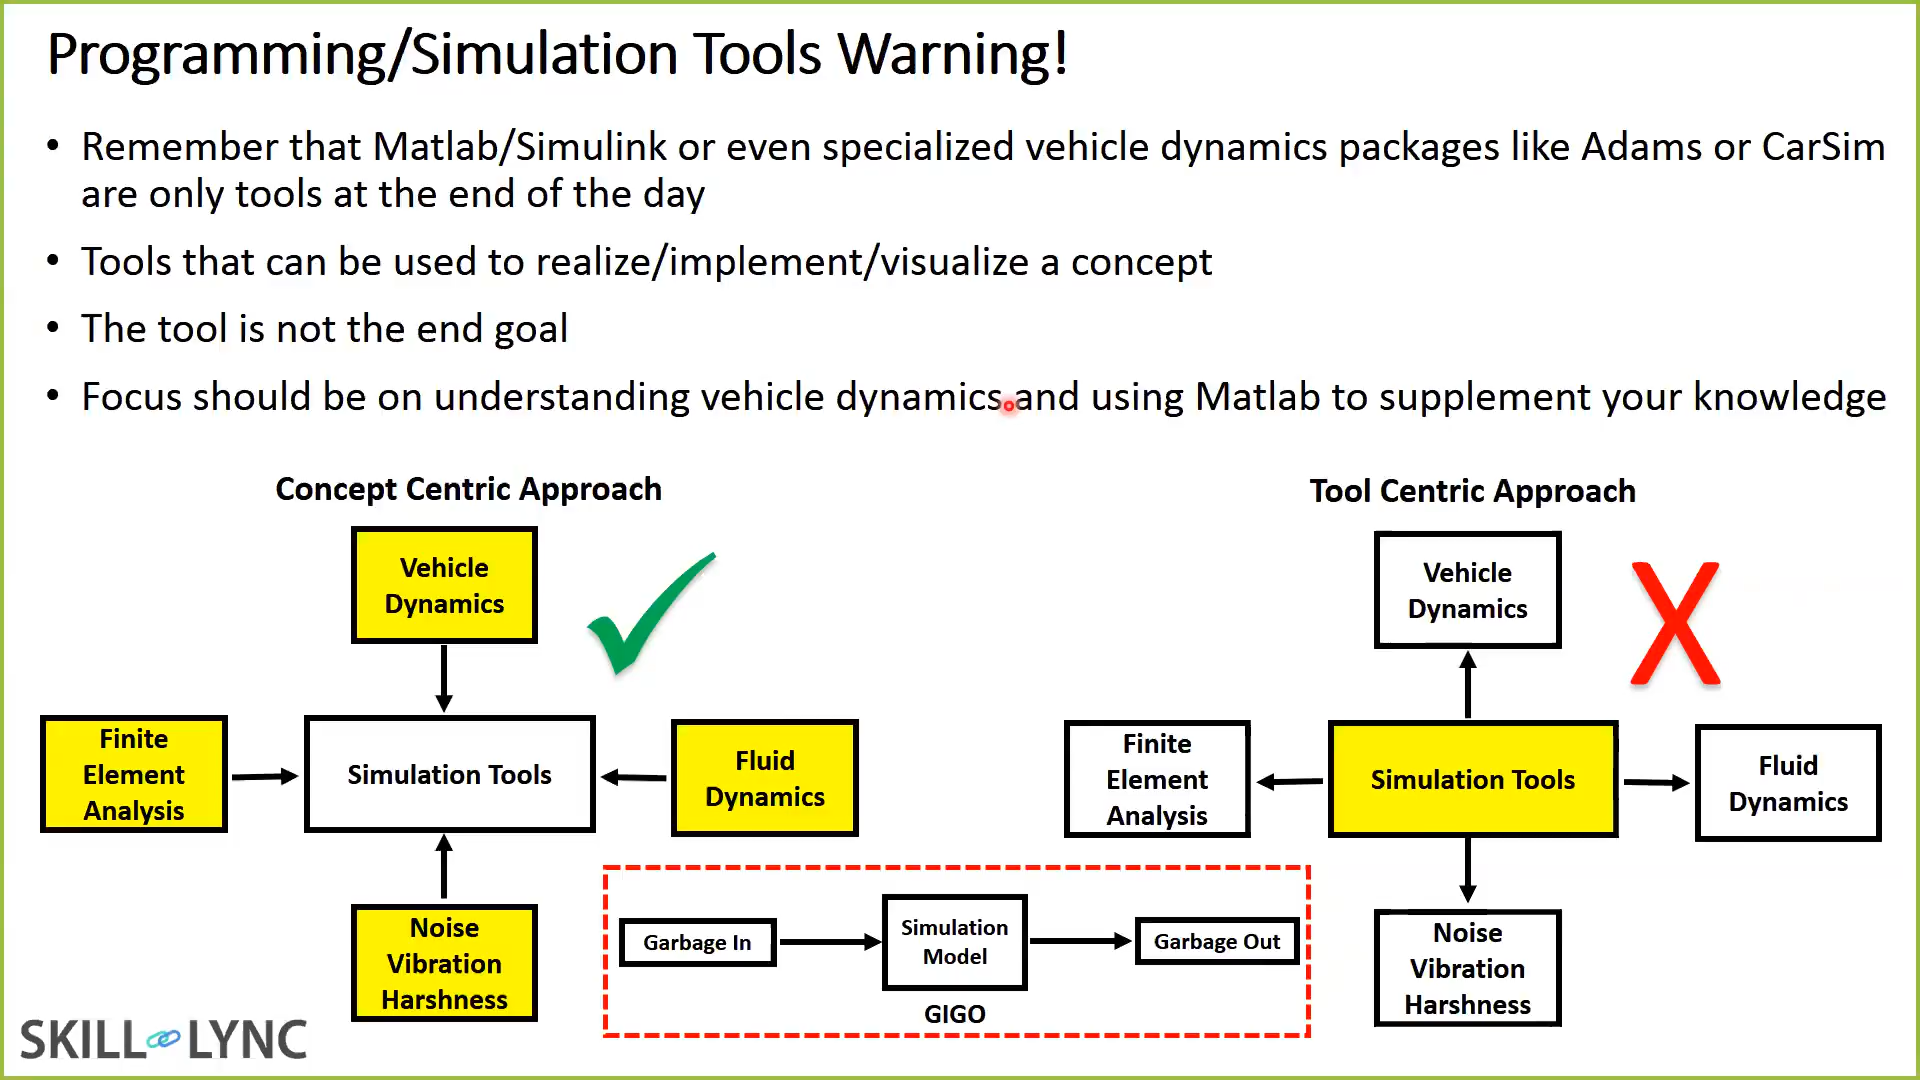 Programming/Simulation Tools Warning!
• Remember that Matlab/Simulink or even specialized vehicle dynamics packages like Adams or CarSim
are only tools at the end of the day
• Tools that can be used to realize/implement/visualize a concept
• The tool is not the end goal
• Focus should be on understanding vehicle dynamics and using Matlab to supplement your knowledge
Concept Centric Approach
Vehicle
Dynamics
Finite
Element
Analysis
Simulation Tools
Fluid
Dynamics
Noise
Vibration
Harshness
Tool Centric Approach
Vehicle
Dynamics
X
Finite
Element
Analysis
Simulation Tools
Fluid
Dynamics
Noise
Vibration
Harshness
Garbage In
Simulation
Model
Garbage Out
GIGO
SKILL LYNC